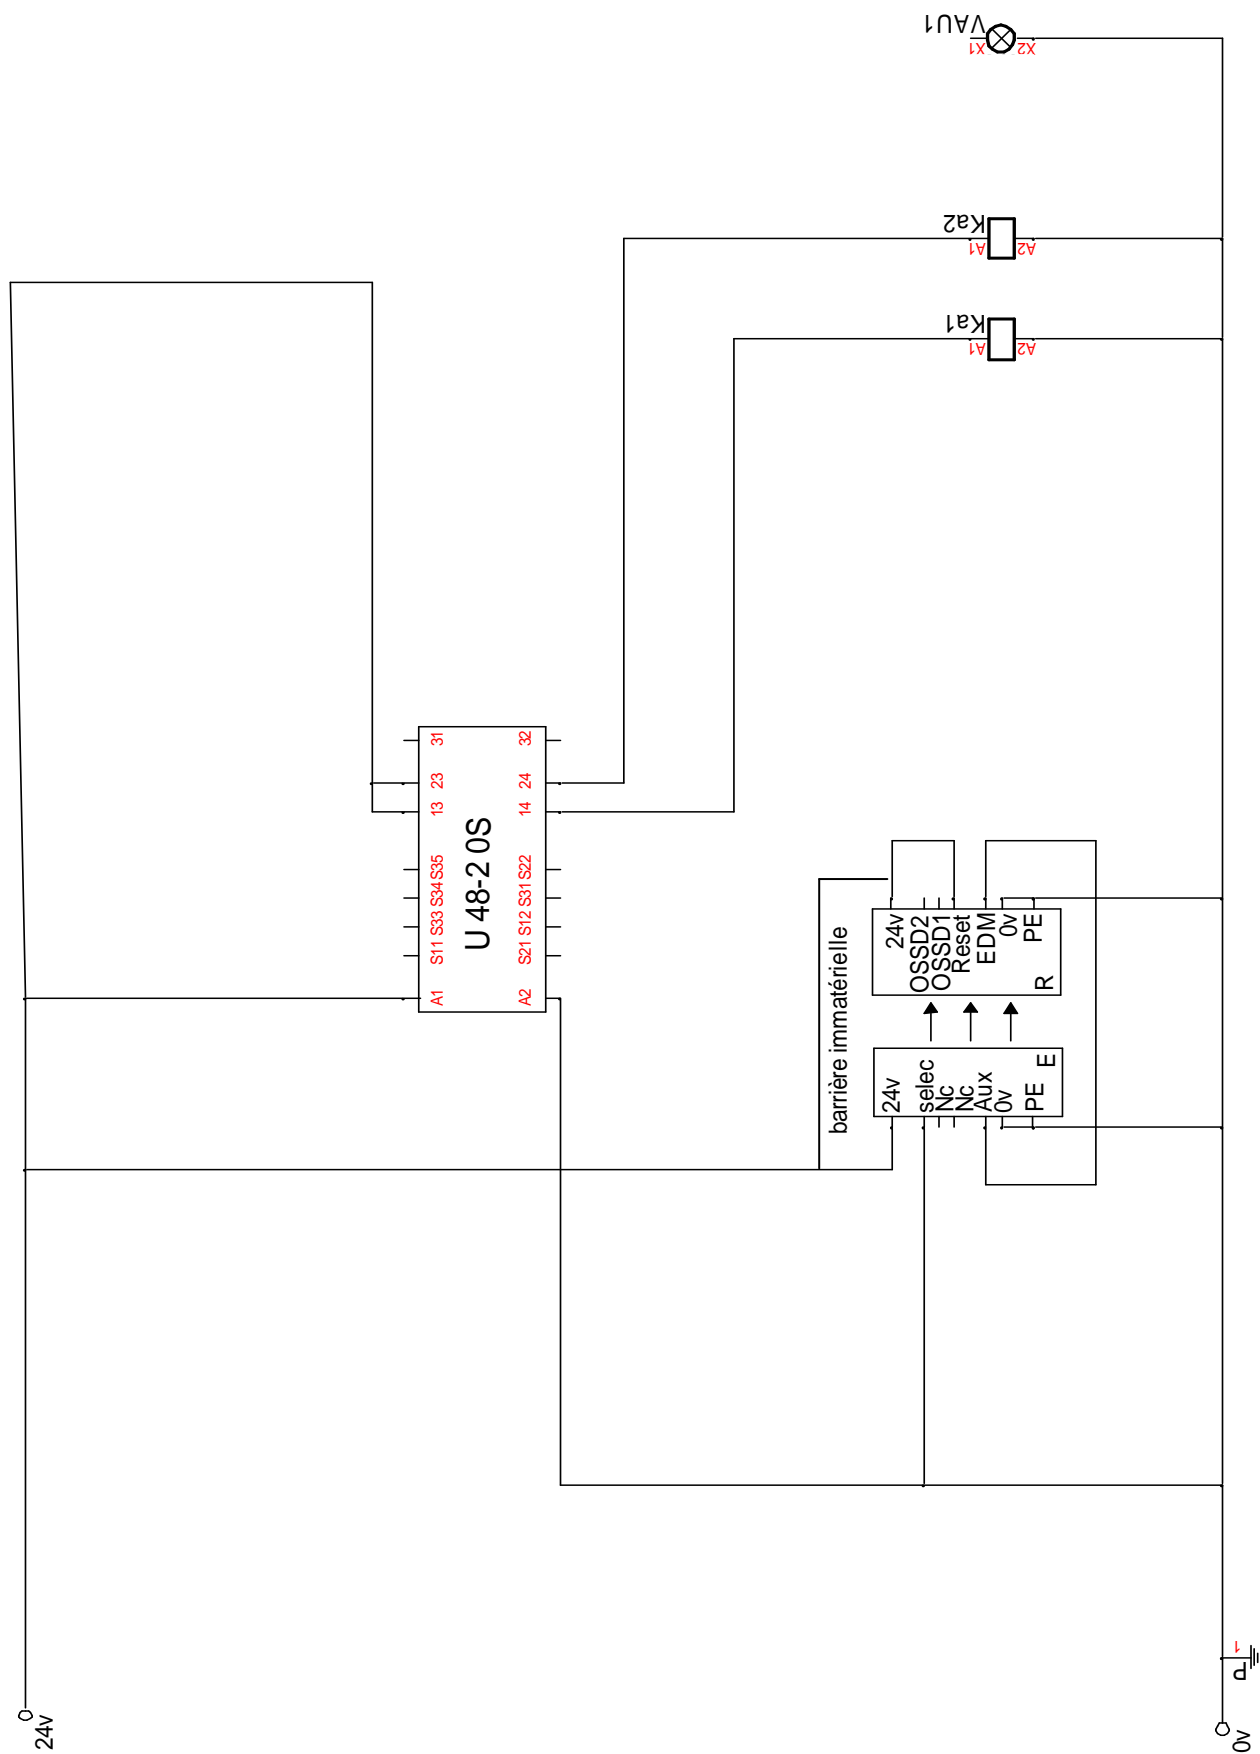 VAU1
X1 X2
Ka2
A1 A2
Ka1
A1 A2
A1 S11 S33 S34 S35 13 23 31
U 48-2 0S
A2 S21 S12 S31 S22 14 24 32
barrière immatérielle
24v
OSSD2
OSSD1
Reset
EDM
0v
PE
R
24v
selec
Nc
Nc
Aux
0v
PE
E
24v
P
1
0v